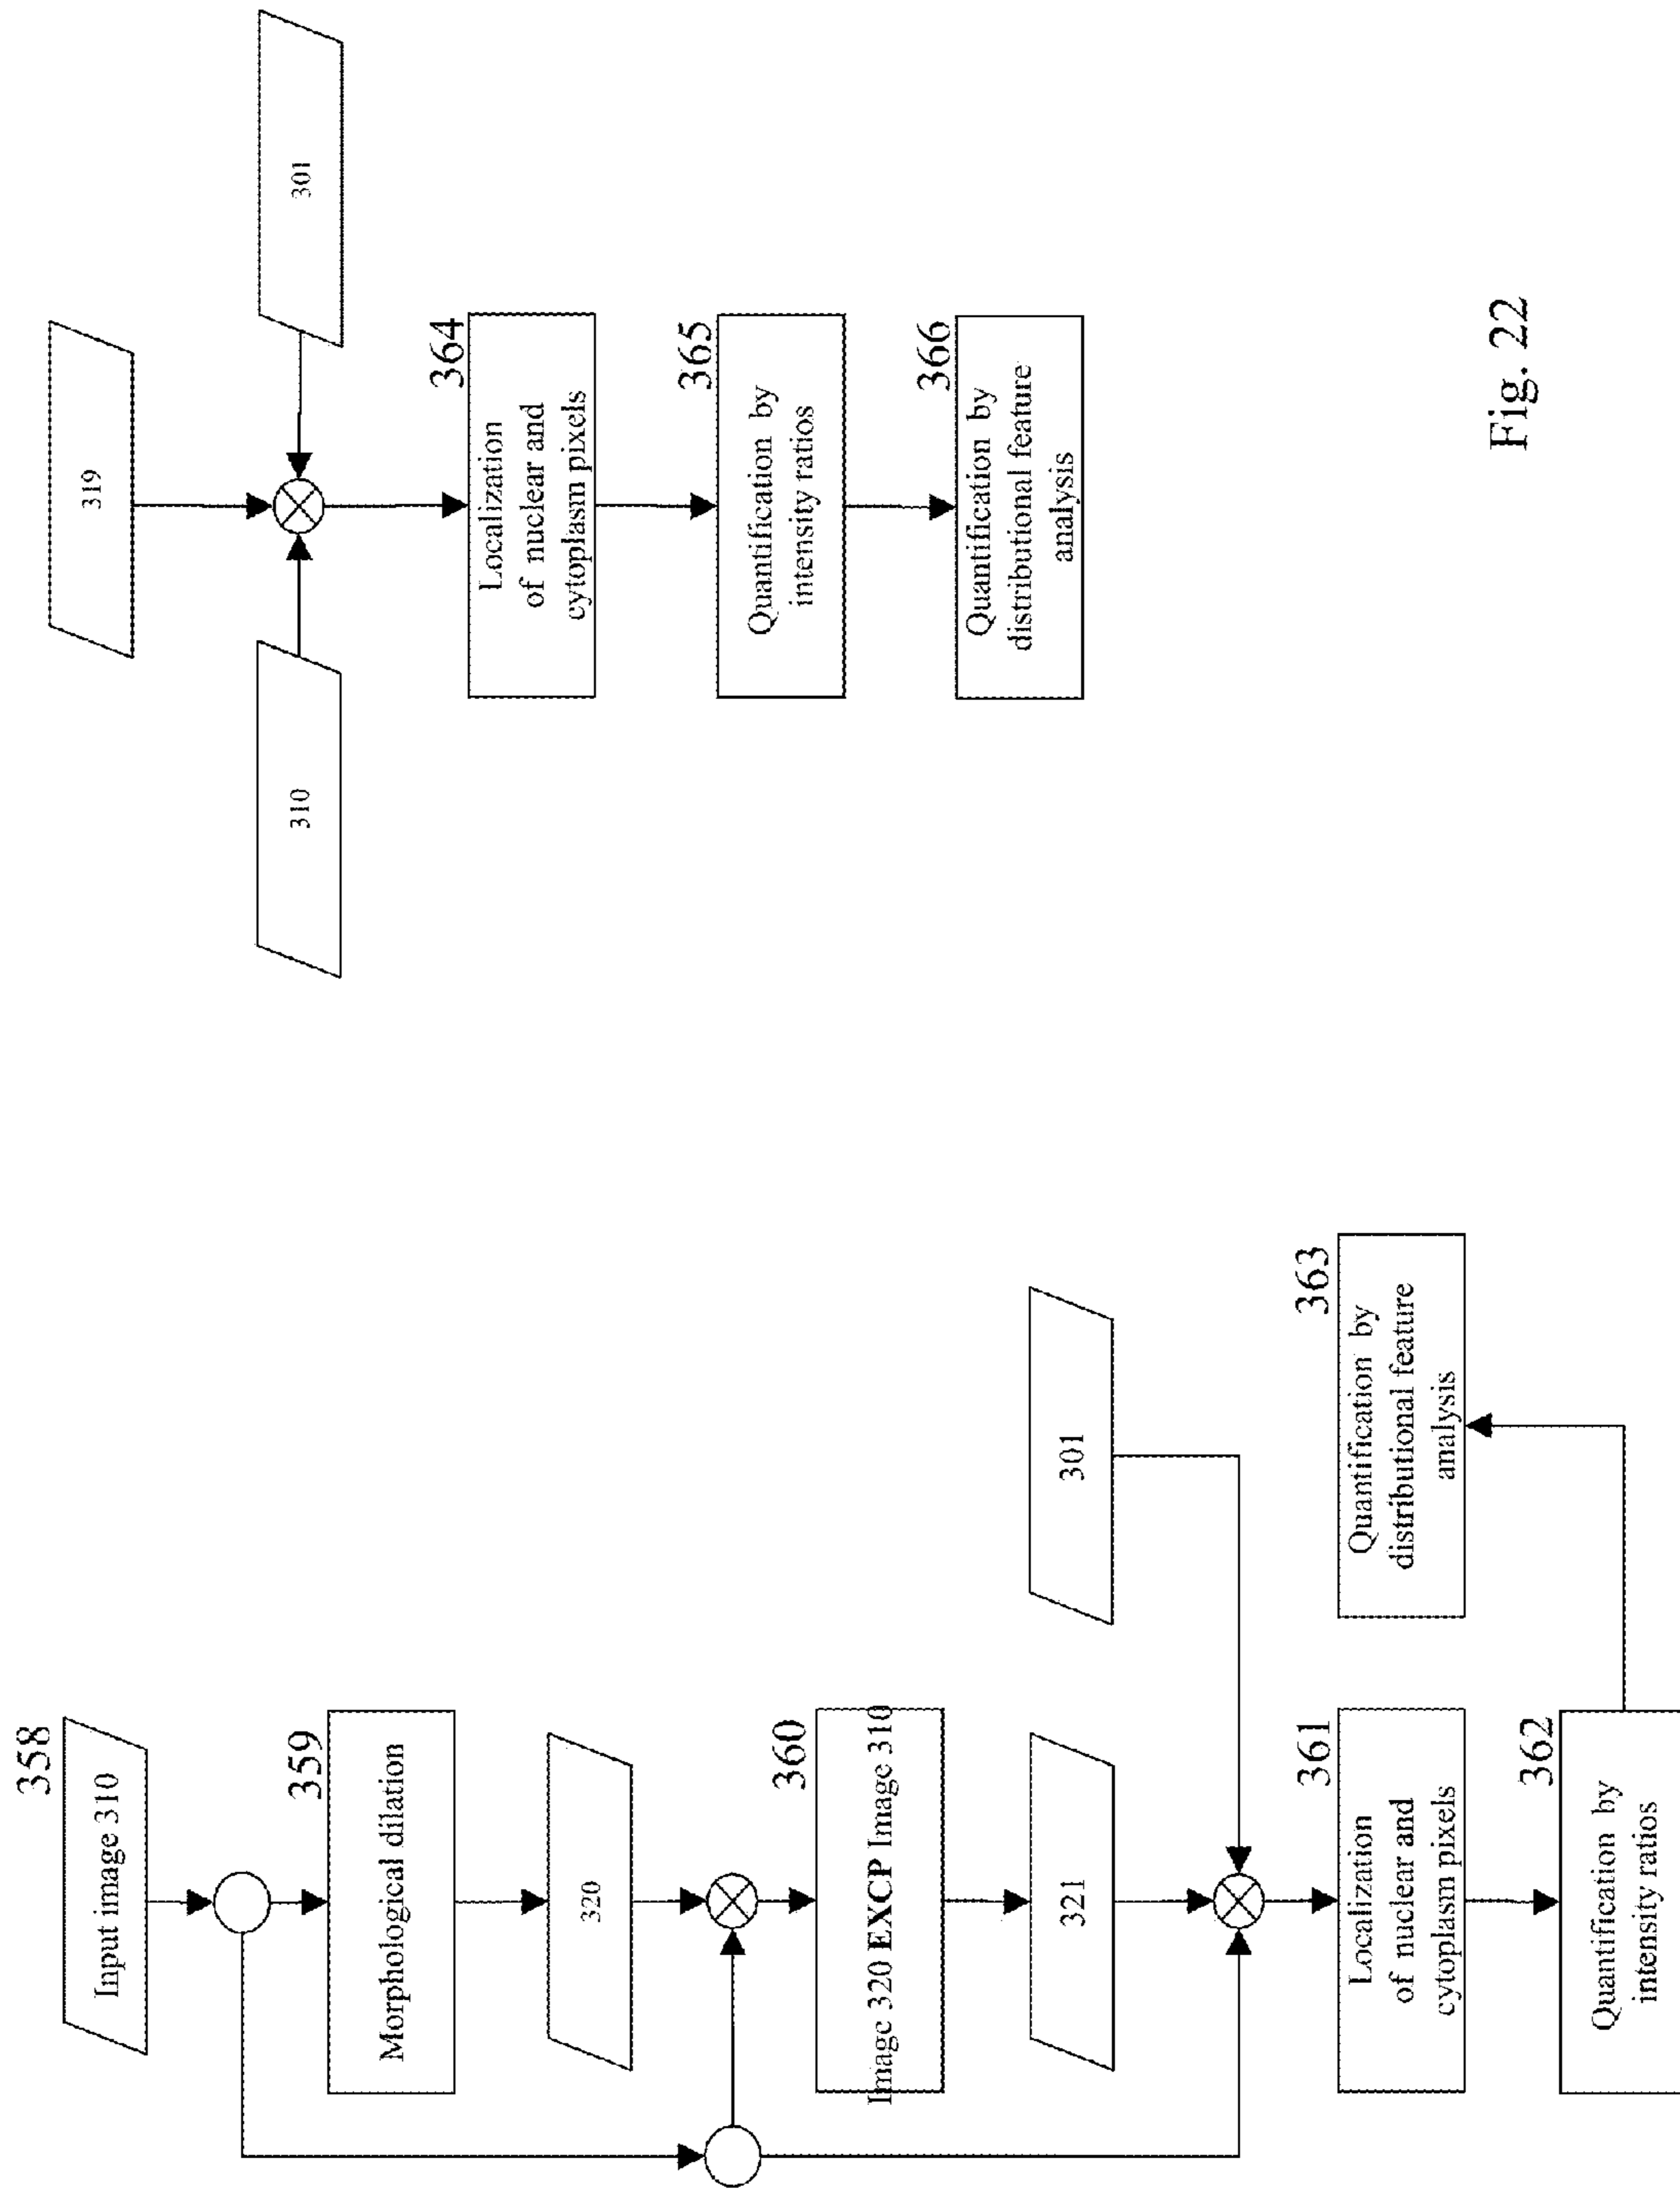 358
Input image 310
359
Morphological dilation
320
360
Image 320 EXCP Image 310
321
301
361
Localization
of nuclear and
cytoplasm pixels
362
Quantification by
intensity ratios
363
Quantification by
distributional feature
analysis
319
310
301
364
Localization
of nuclear and
cytoplasm pixels
365
Quantification by
intensity ratios
366
Quantification by
distributional feature
analysis
Fig. 22